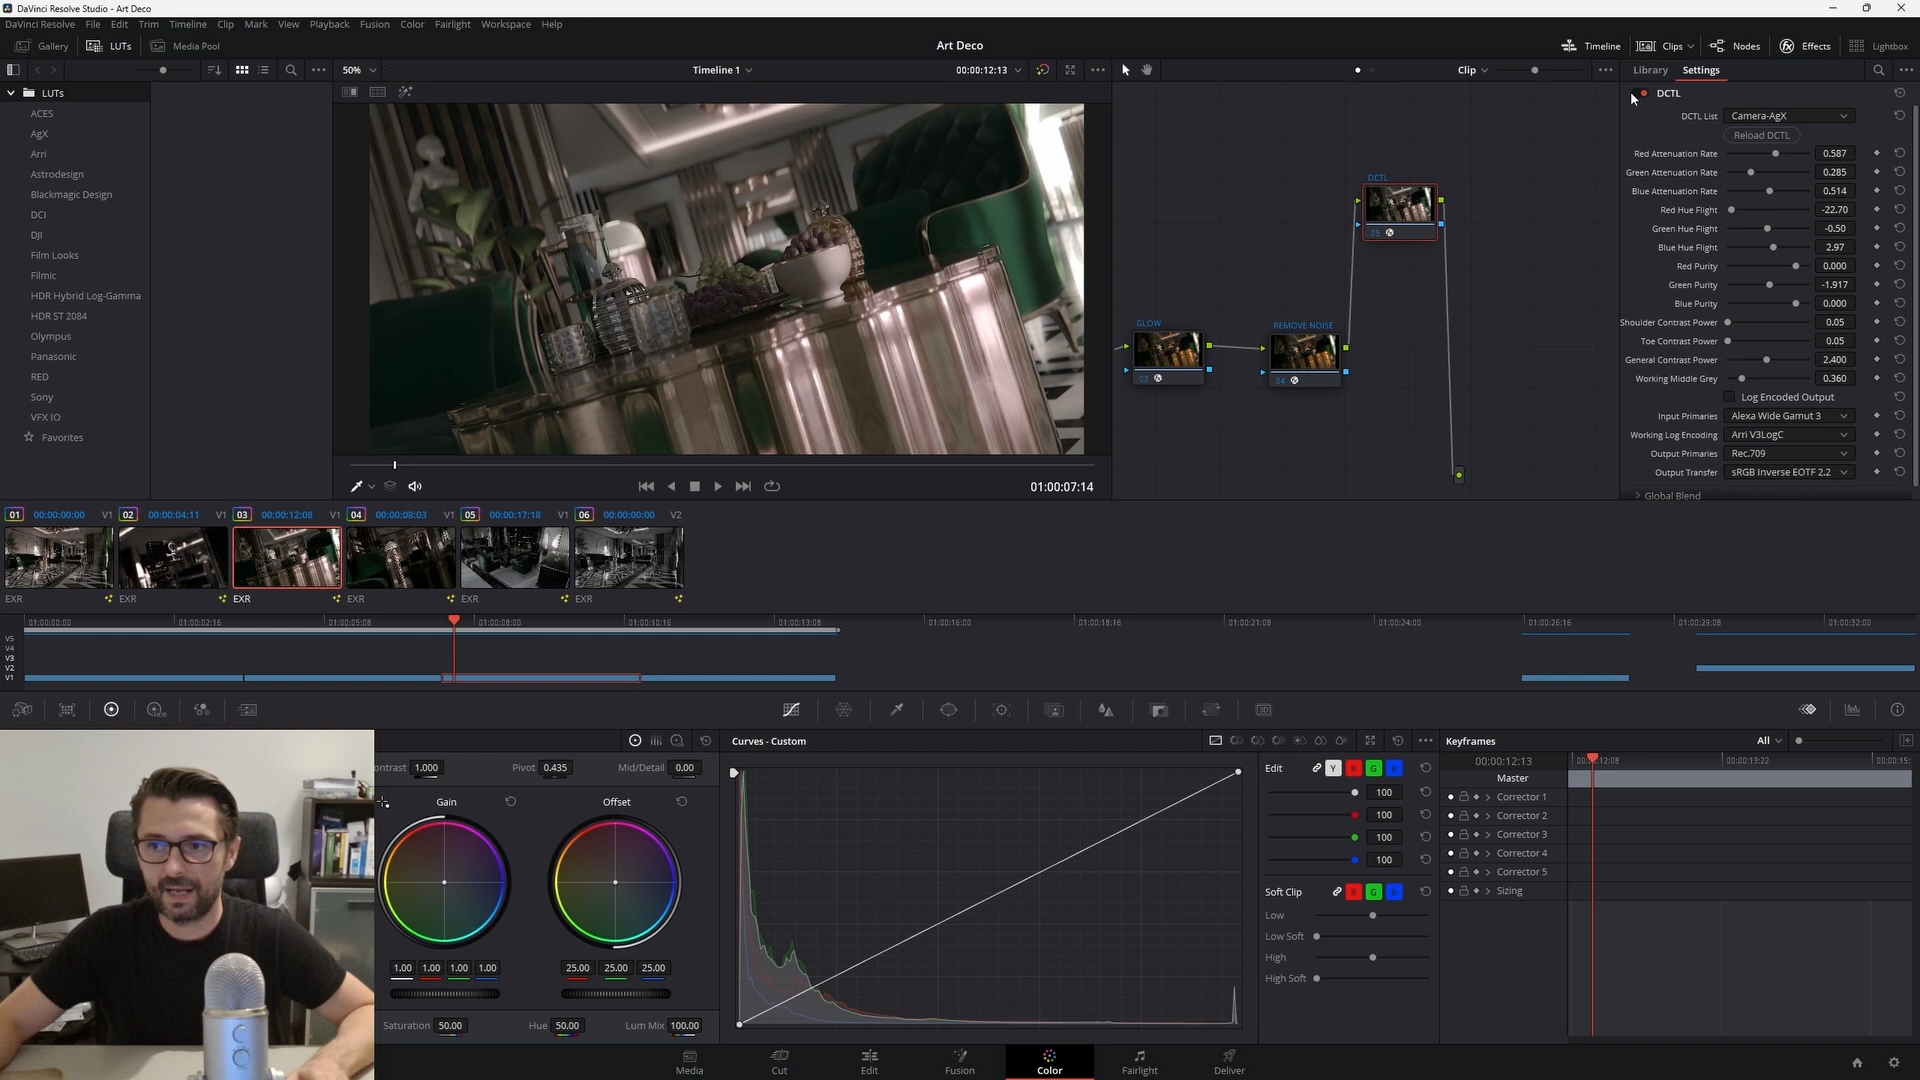 DaVinci Resolve Studio - Art Deco
DaVinci Resolve File Edit Trim Timeline Clip Mark View Playback Fusion Color Fairlight Workspace Help
Gallery LUTs Media Pool Art Deco Timeline Clips Nodes Effects Lightbox
50% Timeline 1 00:00:12:13 Clip Library Settings
LUTs
ACES
AgX
Arri
Astrodesign
Blackmagic Design
DCI
DJI
Film Looks
Filmic
HDR Hybrid Log-Gamma
HDR ST 2084
Olympus
Panasonic
RED
Sony
VFX IO
Favorites
01:00:07:14
GLOW
03
REMOVE NOISE
04
DCTL
05
DCTL
DCTL List Camera-AgX
Reload DCTL
Red Attenuation Rate 0.587
Green Attenuation Rate 0.285
Blue Attenuation Rate 0.514
Red Hue Flight -22.70
Green Hue Flight -0.50
Blue Hue Flight 2.97
Red Purity 0.000
Green Purity -1.917
Blue Purity 0.000
Shoulder Contrast Power 0.05
Toe Contrast Power 0.05
General Contrast Power 2.400
Working Middle Grey 0.360
Log Encoded Output
Input Primaries Alexa Wide Gamut 3
Working Log Encoding Arri V3LogC
Output Primaries Rec.709
Output Transfer sRGB Inverse EOTF 2.2
Global Blend
01 00:00:00:00 V1 02 00:00:04:11 V1 03 00:00:12:08 V1 04 00:00:08:03 V1 05 00:00:17:18 V1 06 00:00:00:00 V2
EXR EXR EXR EXR EXR EXR
01:00:00:00 01:00:02:16 01:00:05:08 01:00:08:00 01:00:10:16 01:00:13:08 01:00:16:00 01:00:18:16 01:00:21:08 01:00:24:00 01:00:26:16 01:00:29:08 01:00:32:00
V5
V4
V3
V2
V1
HDR
3D
ontrast 1.000 Pivot 0.435 Mid/Detail 0.00
Gain Offset
1.00 1.00 1.00 1.00 25.00 25.00 25.00
Saturation 50.00 Hue 50.00 Lum Mix 100.00
Curves - Custom
Edit Y R G B
100
100
100
100
Soft Clip R G B
Low
Low Soft
High
High Soft
Keyframes All
00:00:12:13 00:00:12:08 00:00:13:22 00:00:15:
Master
Corrector 1
Corrector 2
Corrector 3
Corrector 4
Corrector 5
Sizing
Media Cut Edit Fusion Color Fairlight Deliver